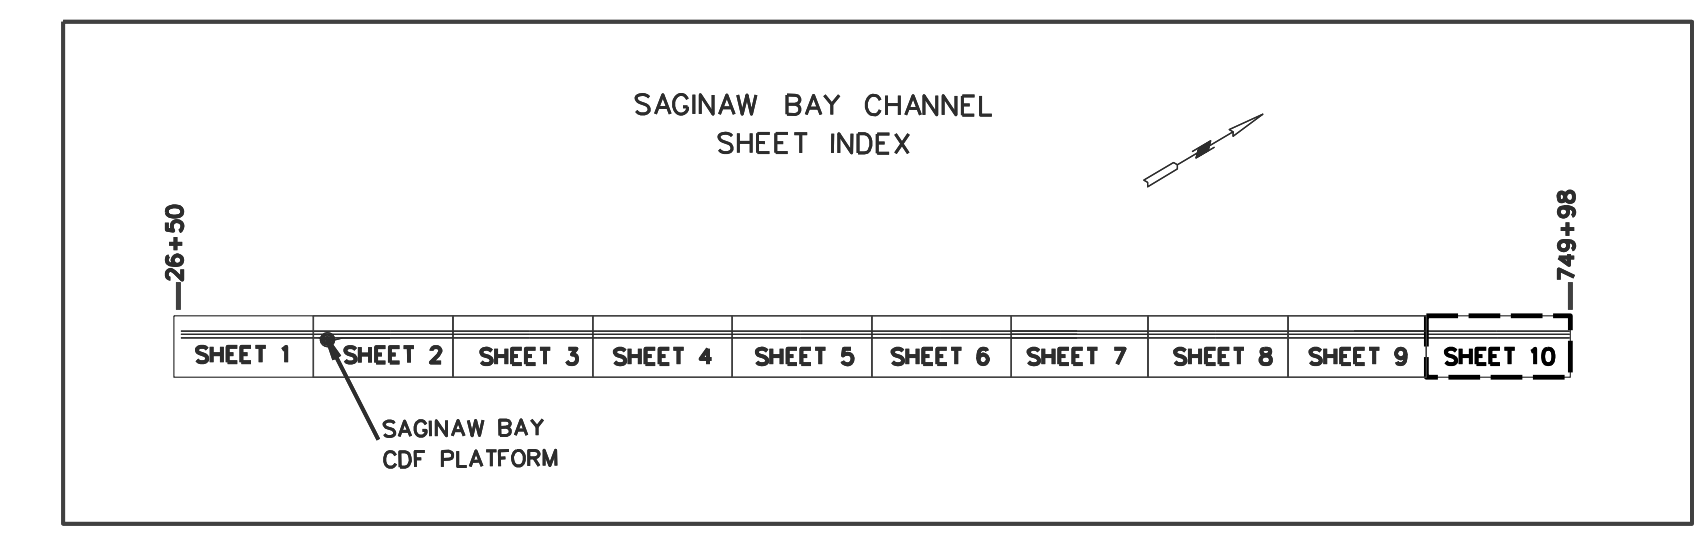 SAGINAW BAY CHANNEL
SHEET INDEX
26+50
749+98
SHEET 1 SHEET 2 SHEET 3 SHEET 4 SHEET 5 SHEET 6 SHEET 7 SHEET 8 SHEET 9 SHEET 10
SAGINAW BAY
CDF PLATFORM